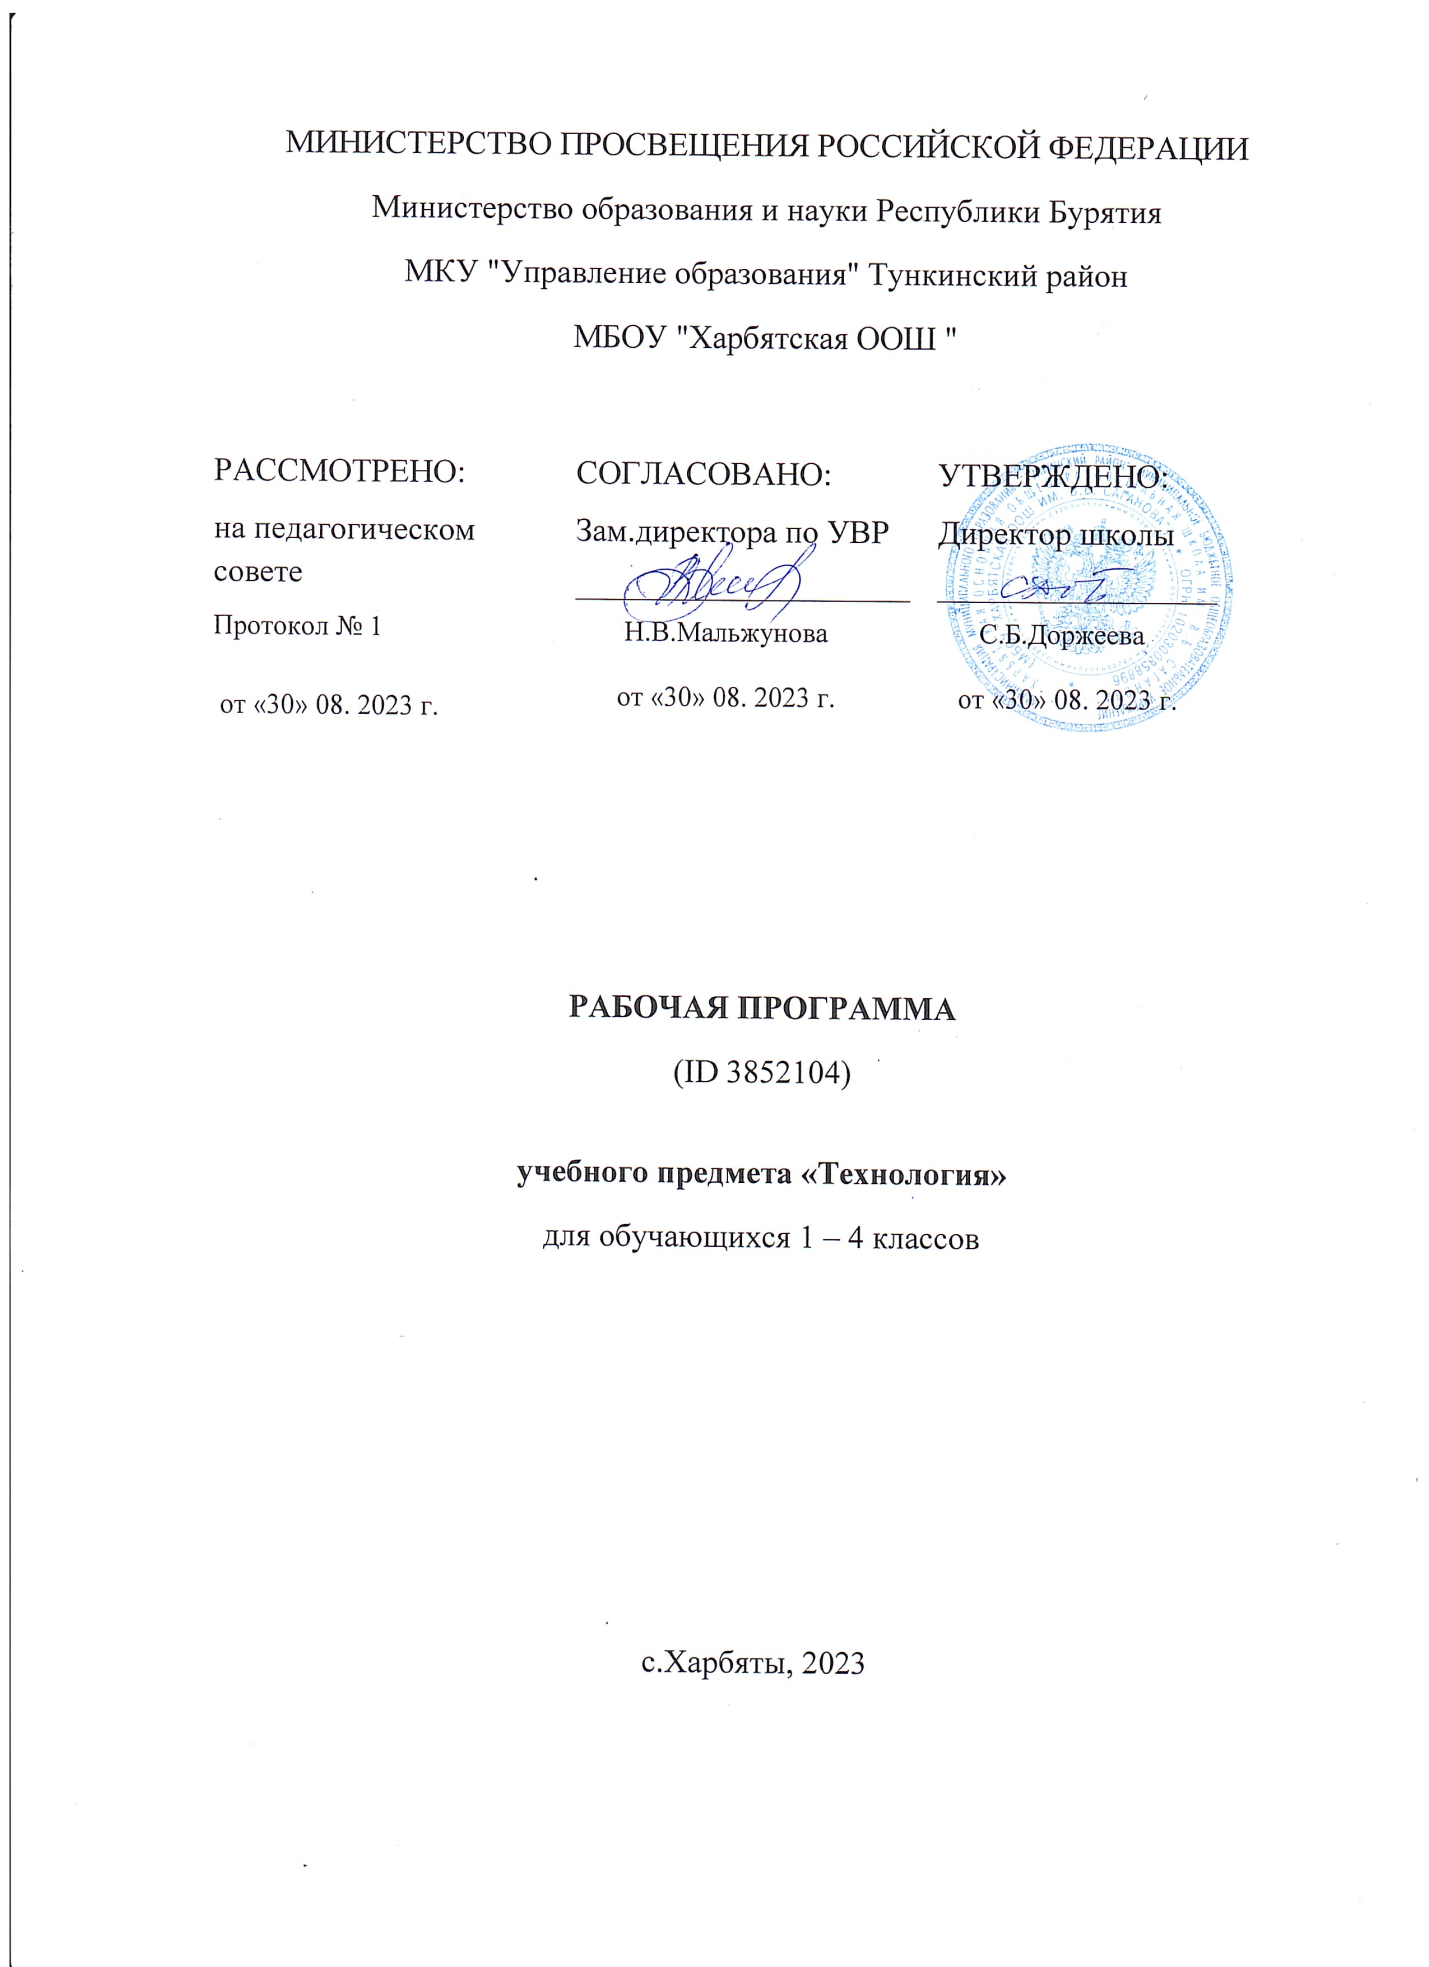 МИНИСТЕРСТВО ПРОСВЕЩЕНИЯ РОССИЙСКОЙ ФЕДЕРАЦИИ
Министерство образования и науки Республики Бурятия
МКУ "Управление образования" Тункинский район
МБОУ "Харбятская ООШ "
РАССМОТРЕНО:
на педагогическом
совете
Протокол № 1
от «30» 08. 2023 г.
СОГЛАСОВАНО:
Зам.директора по УВР
Н.В.Мальжунова
от «30» 08. 2023 г.
УТВЕРЖДЕНО:
Директор школы
С.Б.Доржеева
от «30» 08. 2023 г.
РАБОЧАЯ ПРОГРАММА
(ID 3852104)
учебного предмета «Технология»
для обучающихся 1 – 4 классов
с.Харбяты, 2023